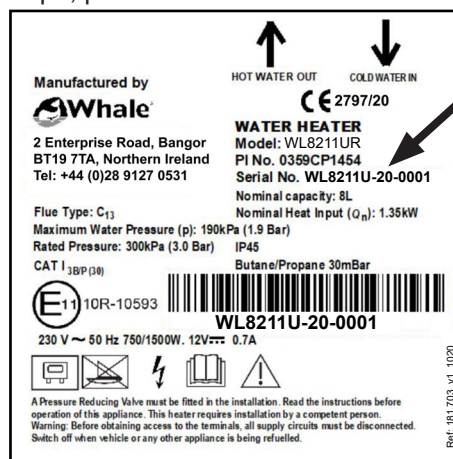 HOT WATER OUT
COLD WATER IN
Manufactured by
Whale
2 Enterprise Road, Bangor
BT19 7TA, Northern Ireland
Tel: +44 (0)28 9127 0531
CE 2797/20
WATER HEATER
Model: WL8211UR
PI No. 0359CP1454
Serial No. WL8211U-20-0001
Nominal capacity: 8L
Flue Type: C13
Nominal Heat Input (Qn): 1.35kW
Maximum Water Pressure (p): 190kPa (1.9 Bar)
Rated Pressure: 300kPa (3.0 Bar) IP45
CAT I 3B/P (30)
Butane/Propane 30mBar
E11 10R-10593
WL8211U-20-0001
230 V ~ 50 Hz 750/1500W. 12V⎓ 0.7A
A Pressure Reducing Valve must be fitted in the installation. Read the instructions before
operation of this appliance. This heater requires installation by a competent person.
Warning: Before obtaining access to the terminals, all supply circuits must be disconnected.
Switch off when vehicle or any other appliance is being refuelled.
Ref: 181.703_v1_1020